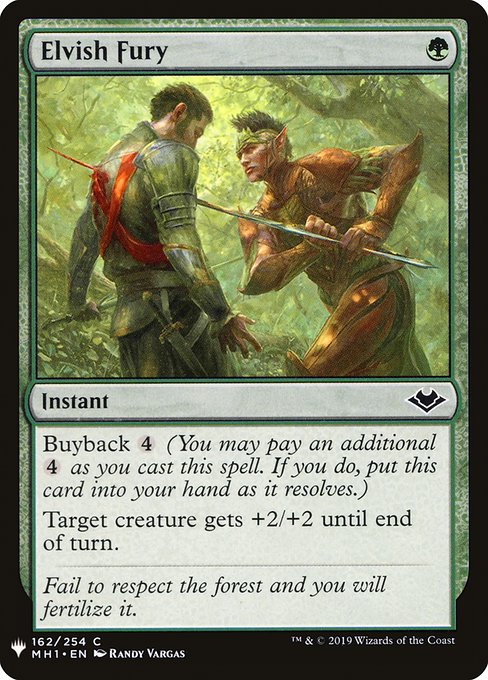 Elvish Fury
Instant
Buyback 4 (You may pay an additional
4 as you cast this spell. If you do, put this
card into your hand as it resolves.)
Target creature gets +2/+2 until end
of turn.
Fail to respect the forest and you will
fertilize it.
162/254 C
MH1 • EN Randy Vargas
™ & © 2019 Wizards of the Coast